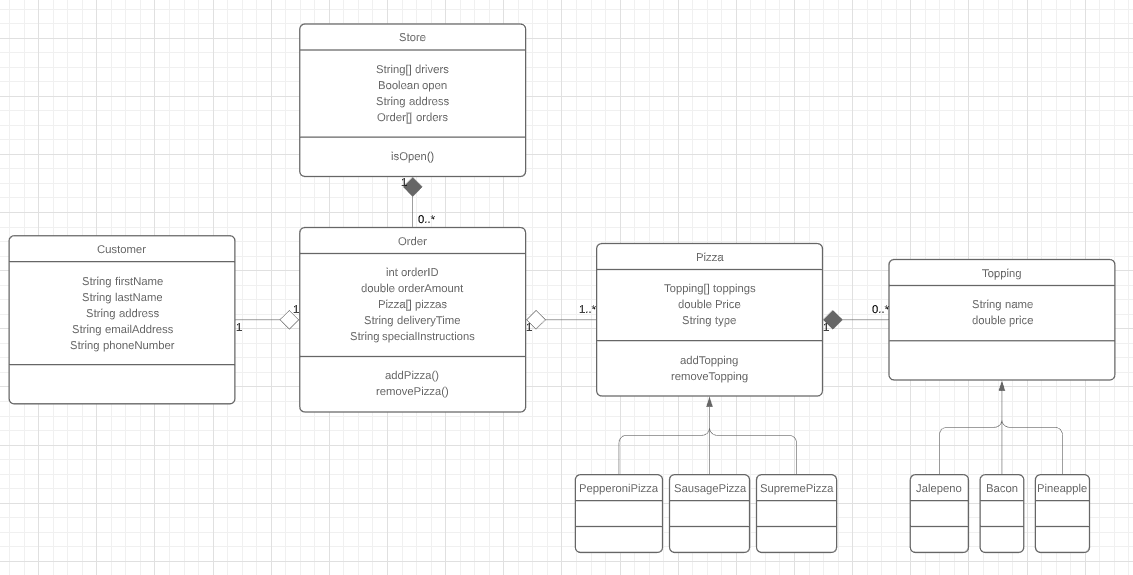 Store
String[] drivers
Boolean open
String address
Order[] orders
isOpen()
1
0..*
Customer
String firstName
String lastName
String address
String emailAddress
String phoneNumber
1
1
Order
int orderID
double orderAmount
Pizza[] pizzas
String deliveryTime
String specialInstructions
addPizza()
removePizza()
1
1..*
Pizza
Topping[] toppings
double Price
String type
addTopping
removeTopping
1
0..*
Topping
String name
double price
PepperoniPizza
SausagePizza
SupremePizza
Jalepeno
Bacon
Pineapple